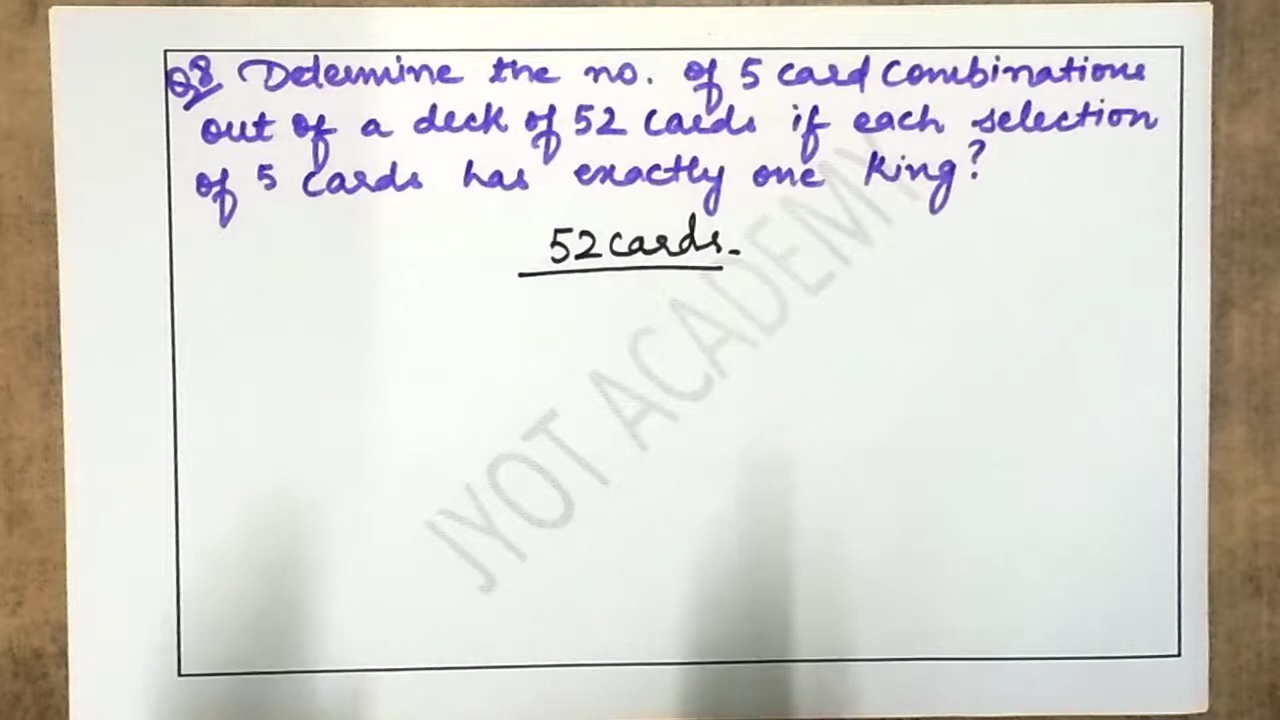 Q8 Determine the no. of 5 card Combinations
out of a deck of 52 cards if each selection
of 5 cards has exactly one king?
52 cards.
JYOT ACADEMY